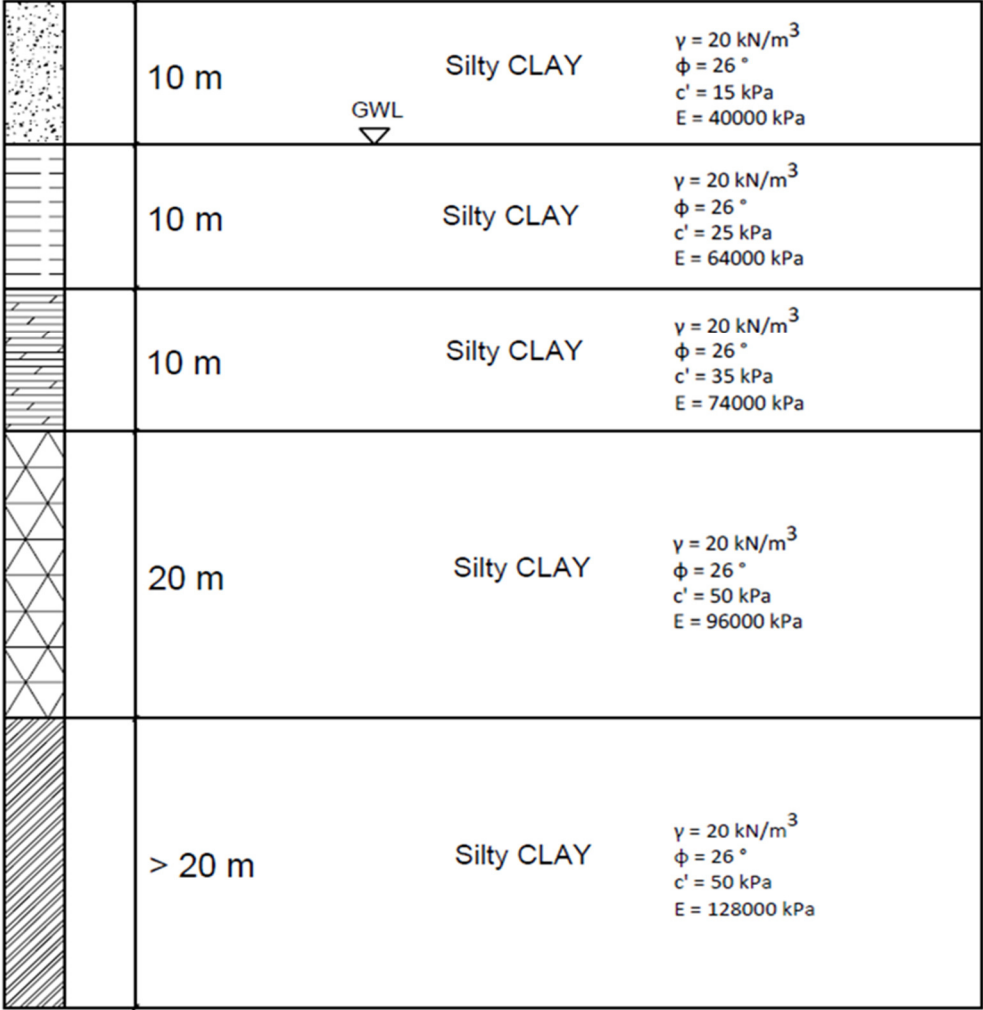 10 m
Silty CLAY
GWL
γ = 20 kN/m³
ϕ = 26 °
c' = 15 kPa
E = 40000 kPa
10 m
Silty CLAY
γ = 20 kN/m³
ϕ = 26 °
c' = 25 kPa
E = 64000 kPa
10 m
Silty CLAY
γ = 20 kN/m³
ϕ = 26 °
c' = 35 kPa
E = 74000 kPa
20 m
Silty CLAY
γ = 20 kN/m³
ϕ = 26 °
c' = 50 kPa
E = 96000 kPa
> 20 m
Silty CLAY
γ = 20 kN/m³
ϕ = 26 °
c' = 50 kPa
E = 128000 kPa